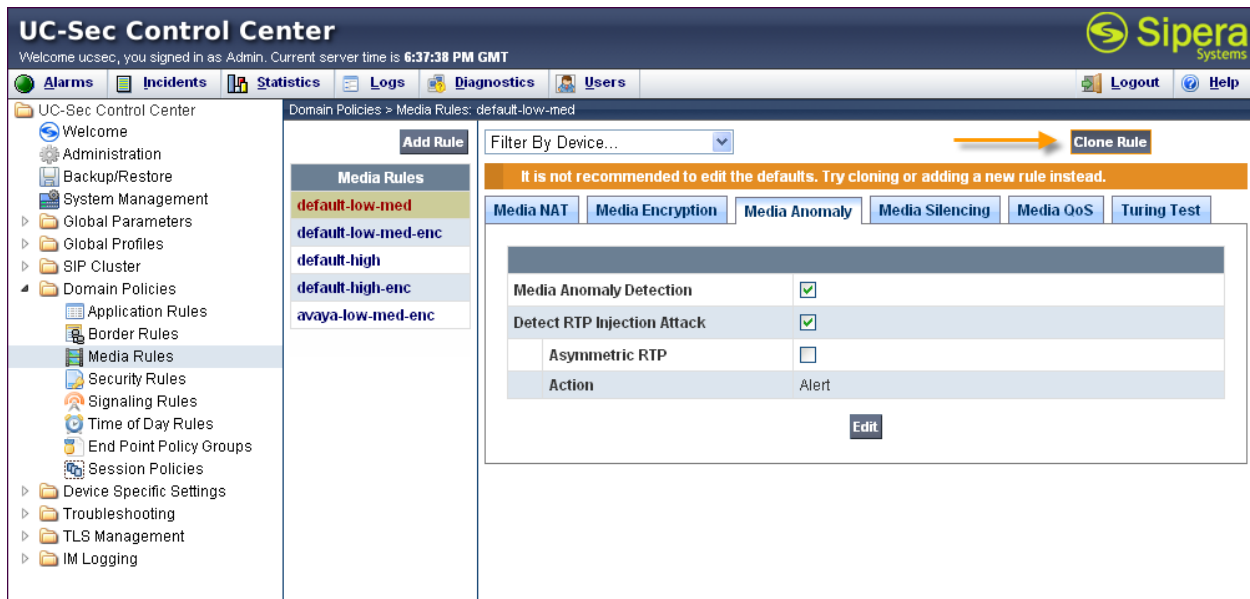 UC-Sec Control Center
Sipera
Systems
Welcome ucsec, you signed in as Admin. Current server time is 6:37:38 PM GMT
Alarms Incidents Statistics Logs Diagnostics Users Logout Help
UC-Sec Control Center
Welcome
Administration
Backup/Restore
System Management
Global Parameters
Global Profiles
SIP Cluster
Domain Policies
Application Rules
Border Rules
Media Rules
Security Rules
Signaling Rules
Time of Day Rules
End Point Policy Groups
Session Policies
Device Specific Settings
Troubleshooting
TLS Management
IM Logging
Domain Policies > Media Rules: default-low-med
Add Rule
Media Rules
default-low-med
default-low-med-enc
default-high
default-high-enc
avaya-low-med-enc
Filter By Device...
Clone Rule
It is not recommended to edit the defaults. Try cloning or adding a new rule instead.
Media NAT Media Encryption Media Anomaly Media Silencing Media QoS Turing Test
Media Anomaly Detection
Detect RTP Injection Attack
Asymmetric RTP
Action Alert
Edit